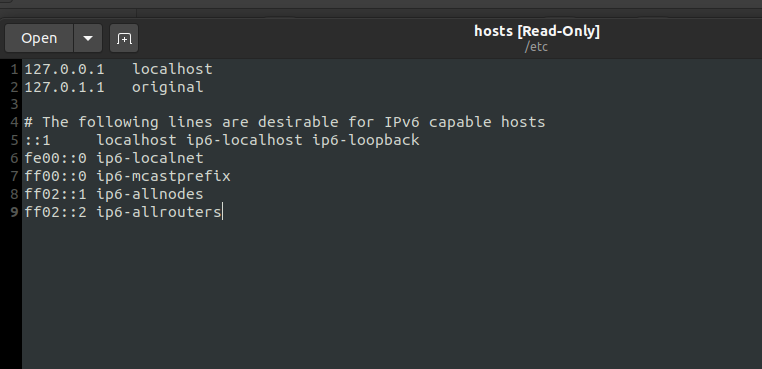 Open
hosts [Read-Only]
/etc
1 127.0.0.1   localhost
2 127.0.1.1   original
3
4 # The following lines are desirable for IPv6 capable hosts
5 ::1     localhost ip6-localhost ip6-loopback
6 fe00::0 ip6-localnet
7 ff00::0 ip6-mcastprefix
8 ff02::1 ip6-allnodes
9 ff02::2 ip6-allrouters